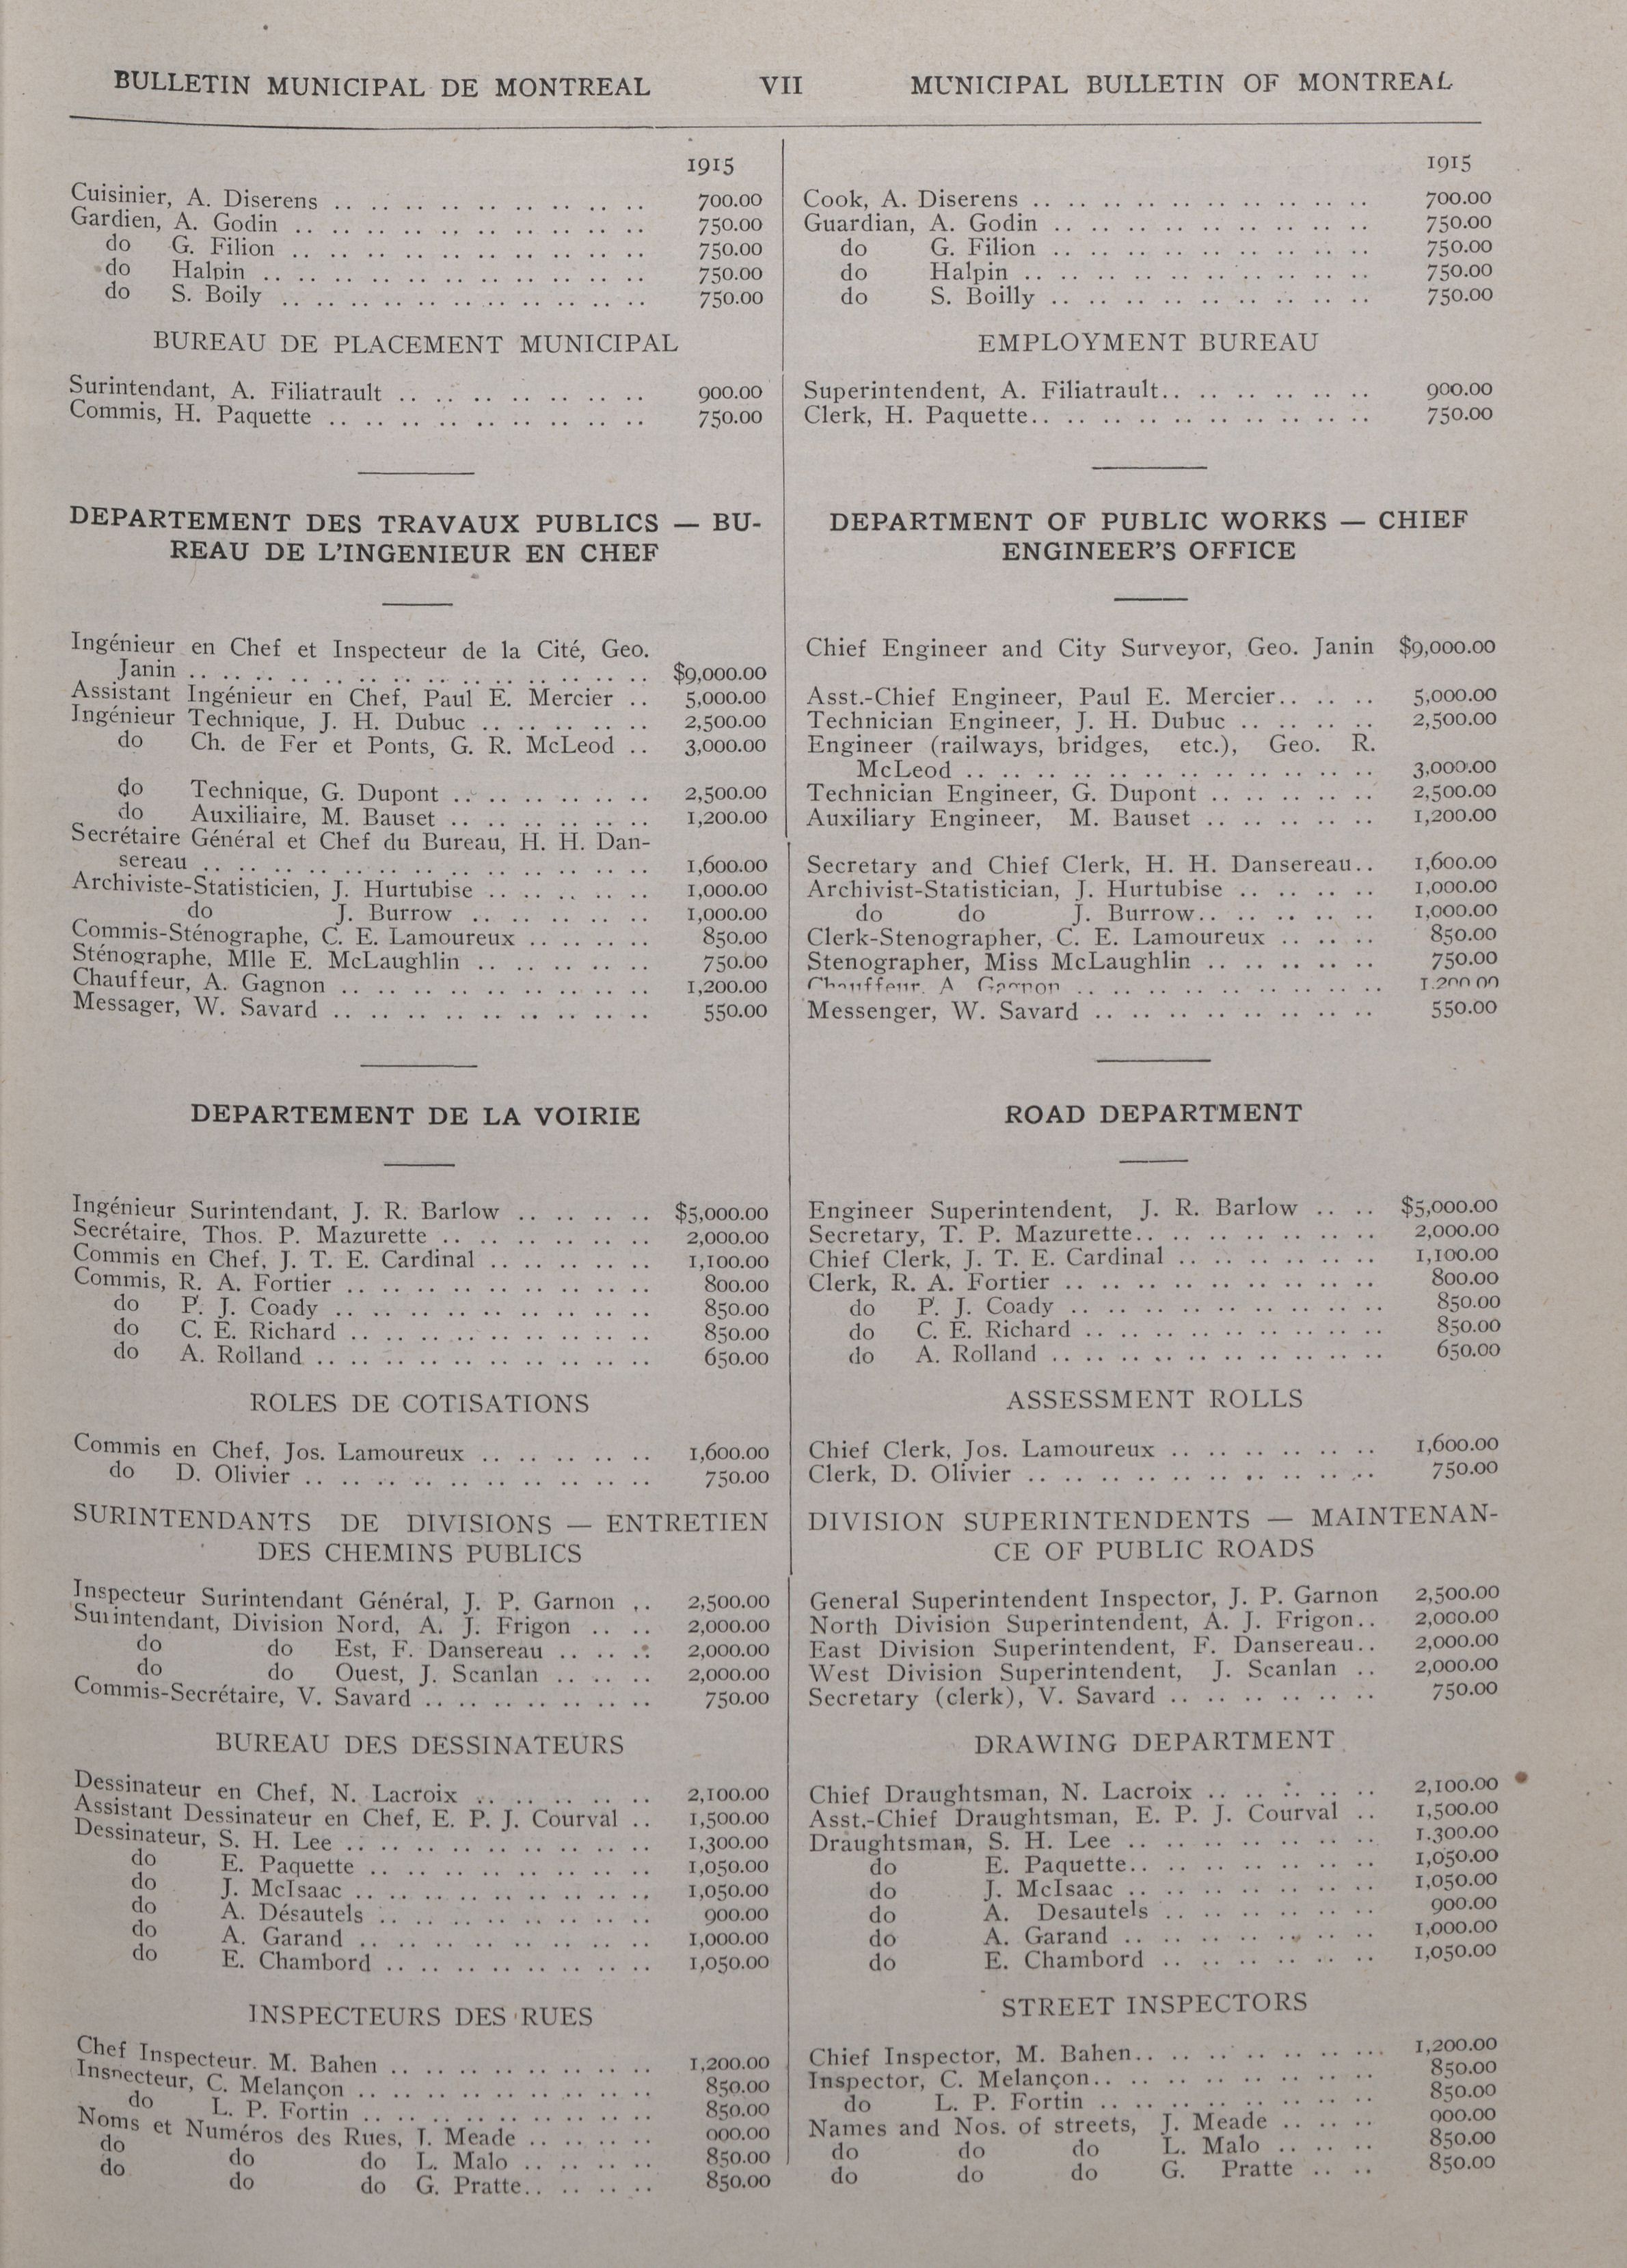 BULLETIN MUNICIPAL DE MONTREAL VII MUNICIPAL BULLETIN OF MONTREAL
1915
Cuisinier, A. Diserens .. .. .. .. .. .. .. .. .. 700.00
Gardien, A. Godin .. .. .. .. .. .. .. .. .. .. 750.00
do G. Filion .. .. .. .. .. .. .. .. .. .. 750.00
do Halpin .. .. .. .. .. .. .. .. .. .. .. 750.00
do S. Boily .. .. .. .. .. .. .. .. .. .. .. 750.00
BUREAU DE PLACEMENT MUNICIPAL
Surintendant, A. Filiatrault .. .. .. .. .. .. .. 900.00
Commis, H. Paquette .. .. .. .. .. .. .. .. .. 750.00
DEPARTEMENT DES TRAVAUX PUBLICS — BU-
REAU DE L'INGENIEUR EN CHEF
Ingénieur en Chef et Inspecteur de la Cité, Geo.
Janin .. .. .. .. .. .. .. .. .. .. .. .. .. $9,000.00
Assistant Ingénieur en Chef, Paul E. Mercier .. 5,000.00
Ingénieur Technique, J. H. Dubuc .. .. .. .. .. 2,500.00
do Ch. de Fer et Ponts, G. R. McLeod .. 3,000.00
do Technique, G. Dupont .. .. .. .. .. .. 2,500.00
do Auxiliaire, M. Bauset .. .. .. .. .. .. 1,200.00
Secrétaire Général et Chef du Bureau, H. H. Dan-
sereau .. .. .. .. .. .. .. .. .. .. .. .. .. 1,600.00
Archiviste-Statisticien, J. Hurtubise .. .. .. .. .. 1,000.00
do J. Burrow .. .. .. .. .. 1,000.00
Commis-Sténographe, C. E. Lamoureux .. .. .. .. 850.00
Sténographe, Mlle E. McLaughlin .. .. .. .. .. 750.00
Chauffeur, A. Gagnon .. .. .. .. .. .. .. .. .. 1,200.00
Messager, W. Savard .. .. .. .. .. .. .. .. .. 550.00
DEPARTEMENT DE LA VOIRIE
Ingénieur Surintendant, J. R. Barlow .. .. .. .. $5,000.00
Secrétaire, Thos. P. Mazurette .. .. .. .. .. .. 2,000.00
Commis en Chef, J. T. E. Cardinal .. .. .. .. .. 1,100.00
Commis, R. A. Fortier .. .. .. .. .. .. .. .. .. 800.00
do P. J. Coady .. .. .. .. .. .. .. .. .. 850.00
do C. E. Richard .. .. .. .. .. .. .. .. .. 850.00
do A. Rolland .. .. .. .. .. .. .. .. .. .. 650.00
ROLES DE COTISATIONS
Commis en Chef, Jos. Lamoureux .. .. .. .. .. 1,600.00
do D. Olivier .. .. .. .. .. .. .. .. .. .. 750.00
SURINTENDANTS DE DIVISIONS — ENTRETIEN
DES CHEMINS PUBLICS
Inspecteur Surintendant Général, J. P. Garnon .. 2,500.00
Surintendant, Division Nord, A. J. Frigon .. .. 2,000.00
do do Est, F. Dansereau .. .. .. 2,000.00
do do Ouest, J. Scanlan .. .. .. 2,000.00
Commis-Secrétaire, V. Savard .. .. .. .. .. .. .. 750.00
BUREAU DES DESSINATEURS
Dessinateur en Chef, N. Lacroix .. .. .. .. .. 2,100.00
Assistant Dessinateur en Chef, E. P. J. Courval .. 1,500.00
Dessinateur, S. H. Lee .. .. .. .. .. .. .. .. .. 1,300.00
do E. Paquette .. .. .. .. .. .. .. .. 1,050.00
do J. McIsaac .. .. .. .. .. .. .. .. .. 1,050.00
do A. Désautels .. .. .. .. .. .. .. .. 900.00
do A. Garand .. .. .. .. .. .. .. .. .. 1,000.00
do E. Chambord .. .. .. .. .. .. .. .. 1,050.00
INSPECTEURS DES RUES
Chef Inspecteur. M. Bahen .. .. .. .. .. .. .. 1,200.00
Inspecteur, C. Melançon .. .. .. .. .. .. .. .. 850.00
do L. P. Fortin .. .. .. .. .. .. .. .. 850.00
Noms et Numéros des Rues, J. Meade .. .. .. .. 900.00
do do do L. Malo .. .. .. .. 850.00
do do do G. Pratte.. .. .. .. 850.00
1915
Cook, A. Diserens .. .. .. .. .. .. .. .. .. .. 700.00
Guardian, A. Godin .. .. .. .. .. .. .. .. .. 750.00
do G. Filion .. .. .. .. .. .. .. .. .. 750.00
do Halpin .. .. .. .. .. .. .. .. .. .. 750.00
do S. Boilly .. .. .. .. .. .. .. .. .. 750.00
EMPLOYMENT BUREAU
Superintendent, A. Filiatrault.. .. .. .. .. .. 900.00
Clerk, H. Paquette.. .. .. .. .. .. .. .. .. .. 750.00
DEPARTMENT OF PUBLIC WORKS — CHIEF
ENGINEER'S OFFICE
Chief Engineer and City Surveyor, Geo. Janin $9,000.00
Asst.-Chief Engineer, Paul E. Mercier.. .. .. 5,000.00
Technician Engineer, J. H. Dubuc .. .. .. .. 2,500.00
Engineer (railways, bridges, etc.), Geo. R.
McLeod .. .. .. .. .. .. .. .. .. .. .. .. 3,000.00
Technician Engineer, G. Dupont .. .. .. .. .. 2,500.00
Auxiliary Engineer, M. Bauset .. .. .. .. .. 1,200.00
Secretary and Chief Clerk, H. H. Dansereau.. 1,600.00
Archivist-Statistician, J. Hurtubise .. .. .. .. 1,000.00
do do J. Burrow.. .. .. .. .. 1,000.00
Clerk-Stenographer, C. E. Lamoureux .. .. .. 850.00
Stenographer, Miss McLaughlin .. .. .. .. .. 750.00
Chauffeur, A. Gagnon .. .. .. .. .. .. .. .. .. 1.200.00
Messenger, W. Savard .. .. .. .. .. .. .. .. 550.00
ROAD DEPARTMENT
Engineer Superintendent, J. R. Barlow .. .. $5,000.00
Secretary, T. P. Mazurette.. .. .. .. .. .. .. 2,000.00
Chief Clerk, J. T. E. Cardinal .. .. .. .. .. .. 1,100.00
Clerk, R. A. Fortier .. .. .. .. .. .. .. .. .. 800.00
do P. J. Coady .. .. .. .. .. .. .. .. .. 850.00
do C. E. Richard .. .. .. .. .. .. .. .. .. 850.00
do A. Rolland .. .. .. .. .. .. .. .. .. .. 650.00
ASSESSMENT ROLLS
Chief Clerk, Jos. Lamoureux .. .. .. .. .. .. 1,600.00
Clerk, D. Olivier .. .. .. .. .. .. .. .. .. .. 750.00
DIVISION SUPERINTENDENTS — MAINTENAN-
CE OF PUBLIC ROADS
General Superintendent Inspector, J. P. Garnon 2,500.00
North Division Superintendent, A. J. Frigon.. 2,000.00
East Division Superintendent, F. Dansereau.. 2,000.00
West Division Superintendent, J. Scanlan .. 2,000.00
Secretary (clerk), V. Savard .. .. .. .. .. .. 750.00
DRAWING DEPARTMENT
Chief Draughtsman, N. Lacroix .. .. .. .. .. 2,100.00
Asst.-Chief Draughtsman, E. P. J. Courval .. 1,500.00
Draughtsman, S. H. Lee .. .. .. .. .. .. .. 1.300.00
do E. Paquette.. .. .. .. .. .. .. 1,050.00
do J. McIsaac .. .. .. .. .. .. .. 1,050.00
do A. Desautels .. .. .. .. .. .. 900.00
do A. Garand .. .. .. .. .. .. .. 1,000.00
do E. Chambord .. .. .. .. .. .. 1,050.00
STREET INSPECTORS
Chief Inspector, M. Bahen.. .. .. .. .. .. ... 1,200.00
Inspector, C. Melançon.. .. .. .. .. .. .. .. 850.00
do L. P. Fortin .. .. .. .. .. .. .. .. 850.00
Names and Nos. of streets, J. Meade .. .. .. 900.00
do do do L. Malo .. .. .. 850.00
do do do G. Pratte .. .. 850.00